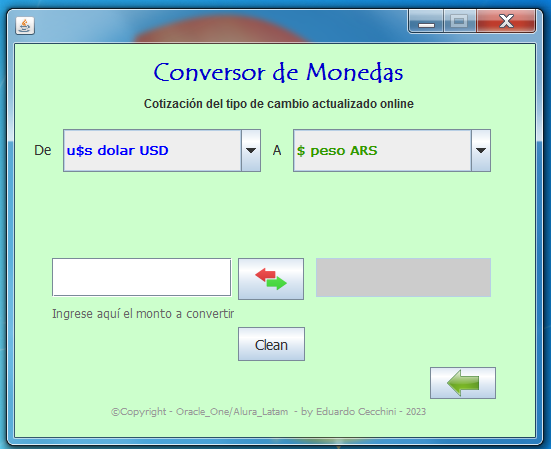 Conversor de Monedas
Cotización del tipo de cambio actualizado online
De u$s dolar USD A $ peso ARS
Ingrese aquí el monto a convertir
Clean
©Copyright - Oracle_One/Alura_Latam - by Eduardo Cecchini - 2023